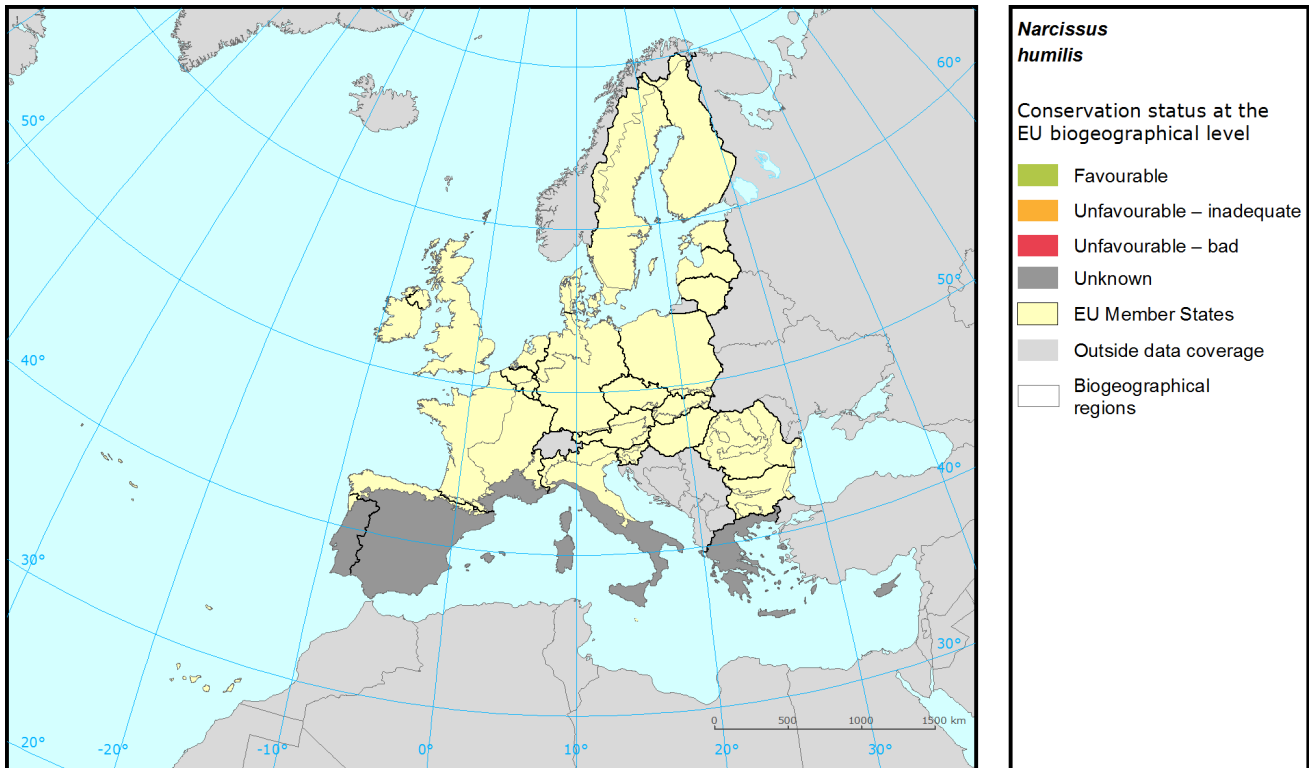 Narcissus
humilis
Conservation status at the
EU biogeographical level
Favourable
Unfavourable – inadequate
Unfavourable – bad
Unknown
EU Member States
Outside data coverage
Biogeographical
regions
60°
50°
50°
40°
40°
30°
30°
0 500 1000 1500 km
20° -20° -10° 0° 10° 20° 30°